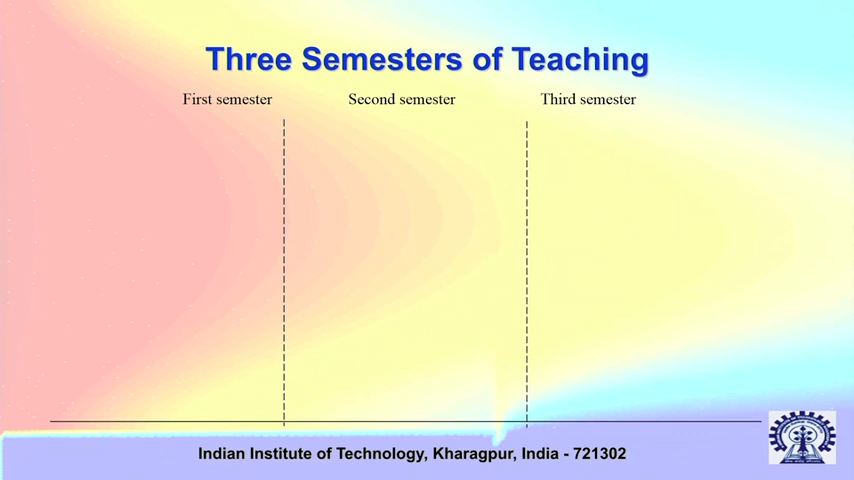 Three Semesters of Teaching
First semester Second semester Third semester
Indian Institute of Technology, Kharagpur, India - 721302